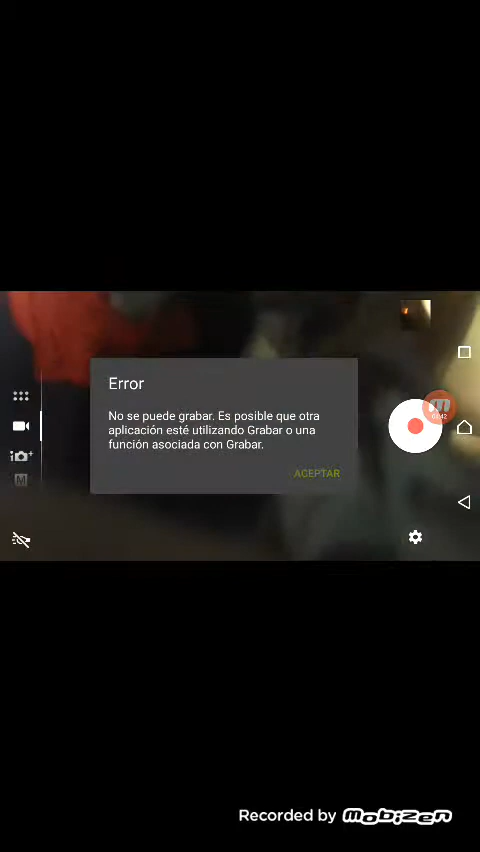 Error
No se puede grabar. Es posible que otra
aplicación esté utilizando Grabar o una
función asociada con Grabar.
ACEPTAR
M
Recorded by Mobizen